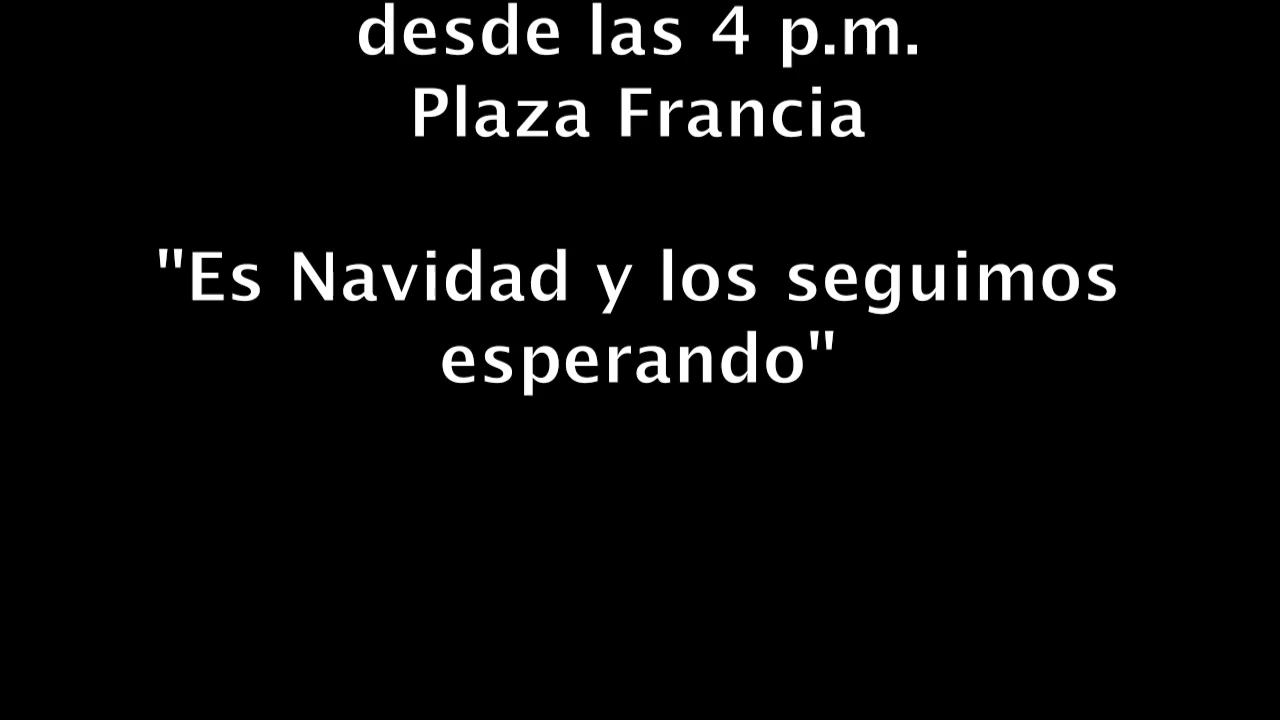 desde las 4 p.m.
Plaza Francia
"Es Navidad y los seguimos
esperando"